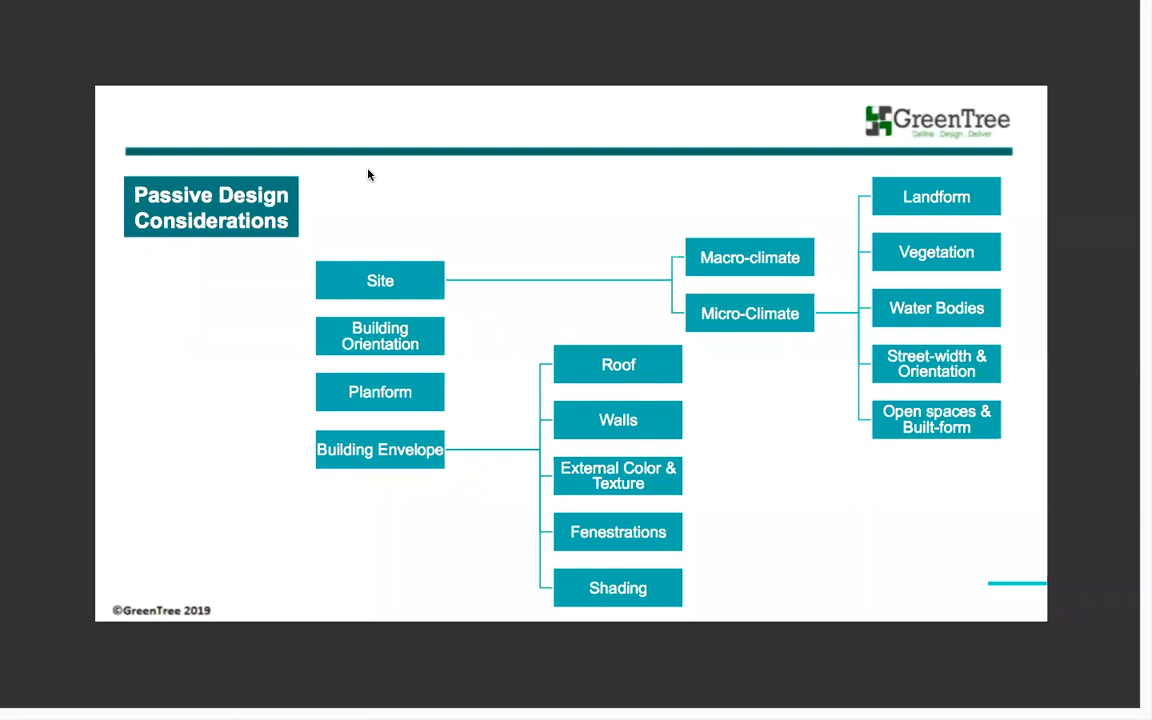 GreenTree
Define . Design . Deliver
Passive Design
Considerations
Site
Building
Orientation
Planform
Building Envelope
Roof
Walls
External Color &
Texture
Fenestrations
Shading
Macro-climate
Micro-Climate
Landform
Vegetation
Water Bodies
Street-width &
Orientation
Open spaces &
Built-form
©GreenTree 2019